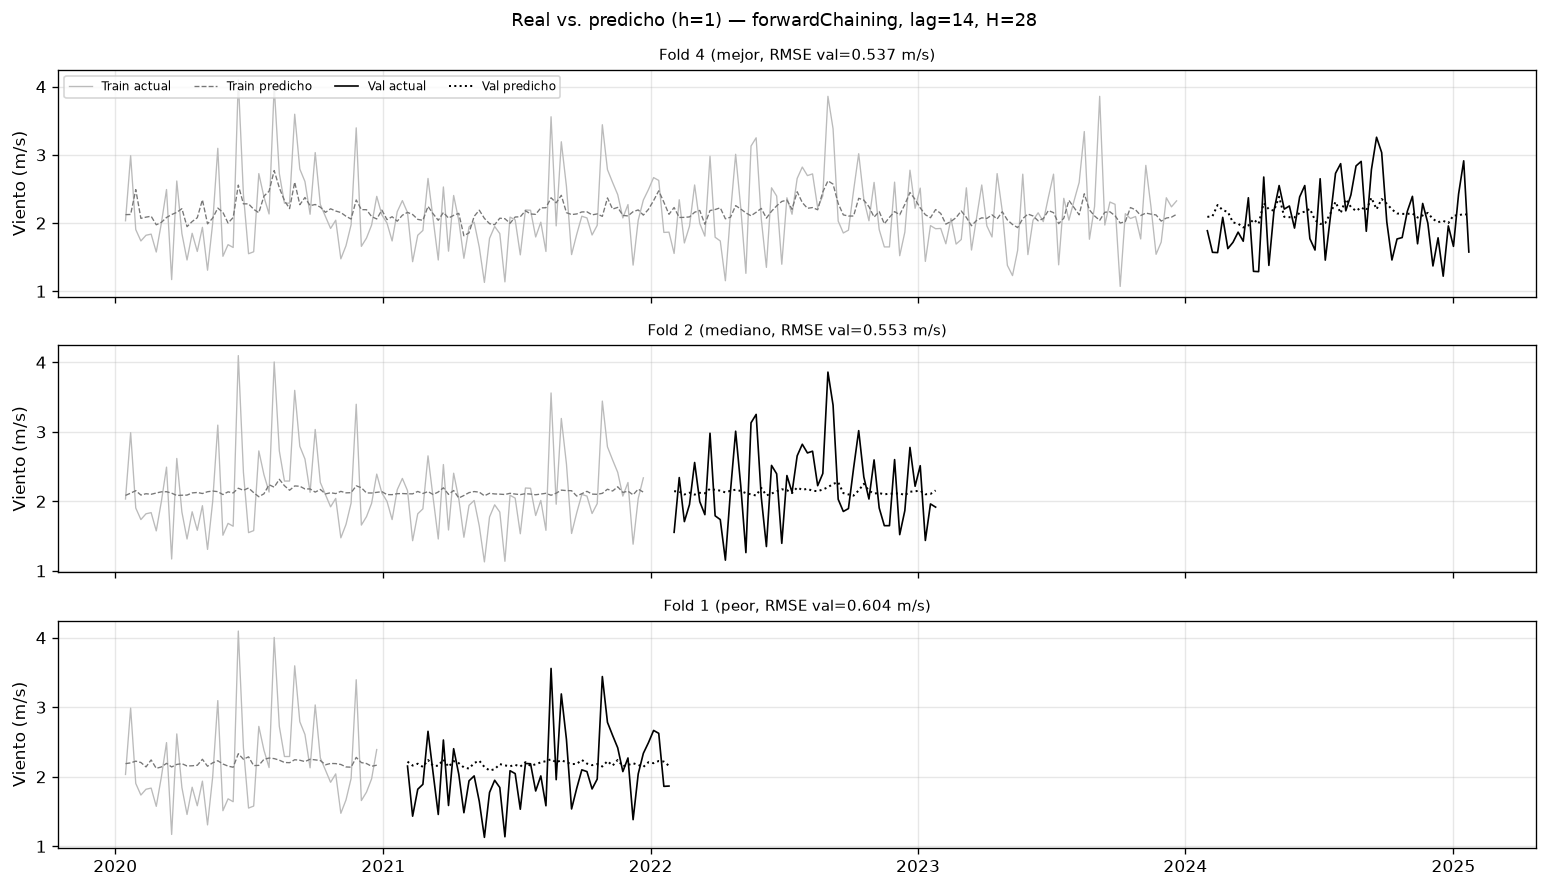 Real vs. predicho (h=1) — forwardChaining, lag=14, H=28
Fold 4 (mejor, RMSE val=0.537 m/s)
Train actual Train predicho Val actual Val predicho
Viento (m/s)
4
3
2
1
Fold 2 (mediano, RMSE val=0.553 m/s)
Viento (m/s)
4
3
2
1
Fold 1 (peor, RMSE val=0.604 m/s)
Viento (m/s)
4
3
2
1
2020 2021 2022 2023 2024 2025